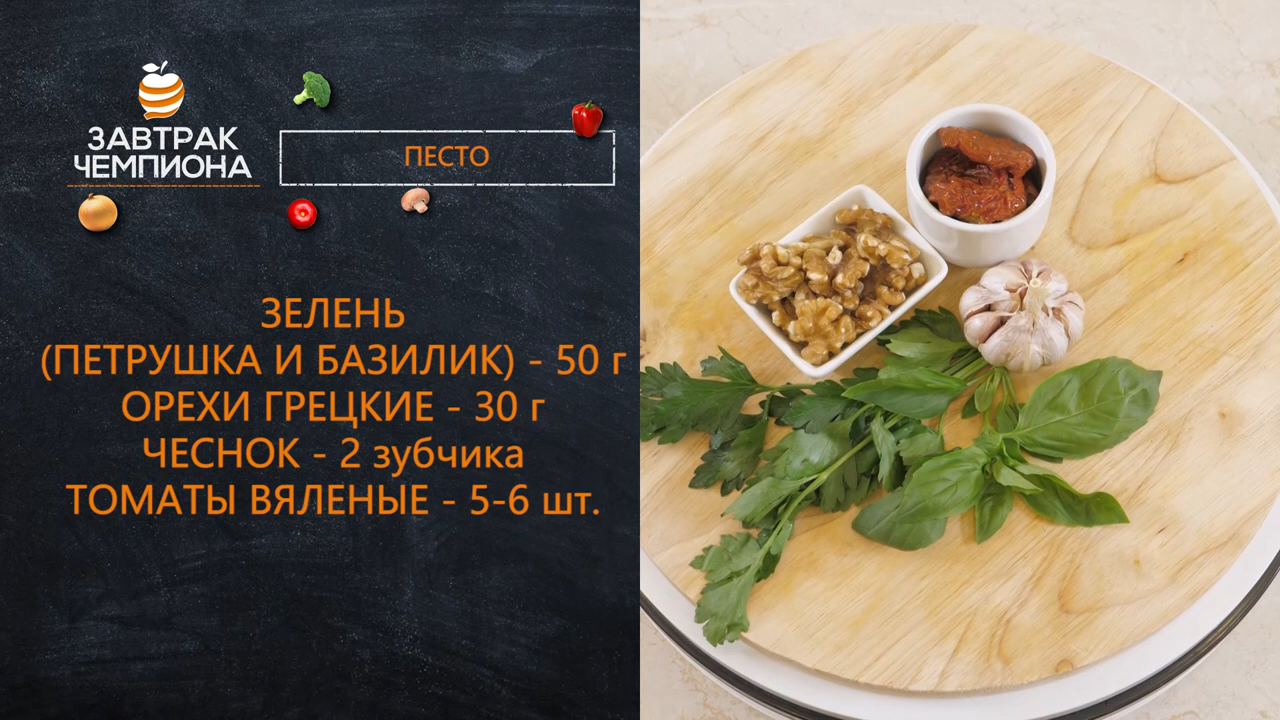 ЗАВТРАК
ЧЕМПИОНА
ПЕСТО
ЗЕЛЕНЬ
(ПЕТРУШКА И БАЗИЛИК) - 50 г
ОРЕХИ ГРЕЦКИЕ - 30 г
ЧЕСНОК - 2 зубчика
ТОМАТЫ ВЯЛЕНЫЕ - 5-6 шт.